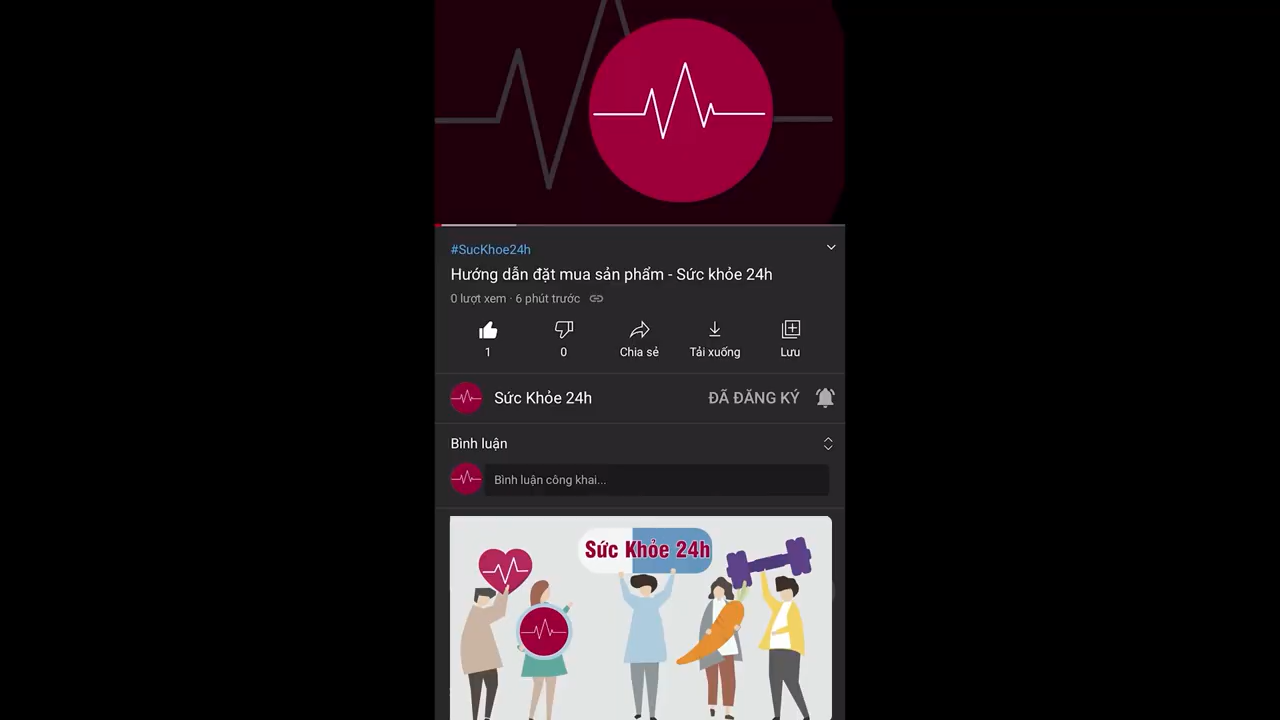 #SucKhoe24h
Hướng dẫn đặt mua sản phẩm - Sức khỏe 24h
0 lượt xem · 6 phút trước
1
0
Chia sẻ
Tải xuống
Lưu
Sức Khỏe 24h
ĐÃ ĐĂNG KÝ
Bình luận
Bình luận công khai...
Sức Khỏe 24h